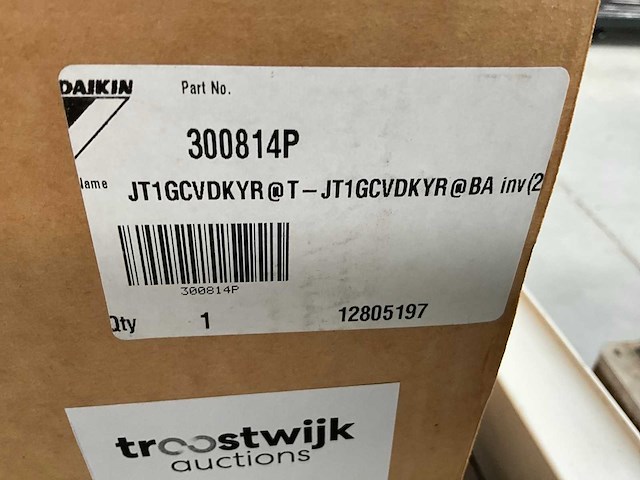 DAIKIN
Part No.
300814P
Name JT1GCVDKYR@T-JT1GCVDKYR@BA inv(2
300814P
Qty 1 12805197
troostwijk
auctions